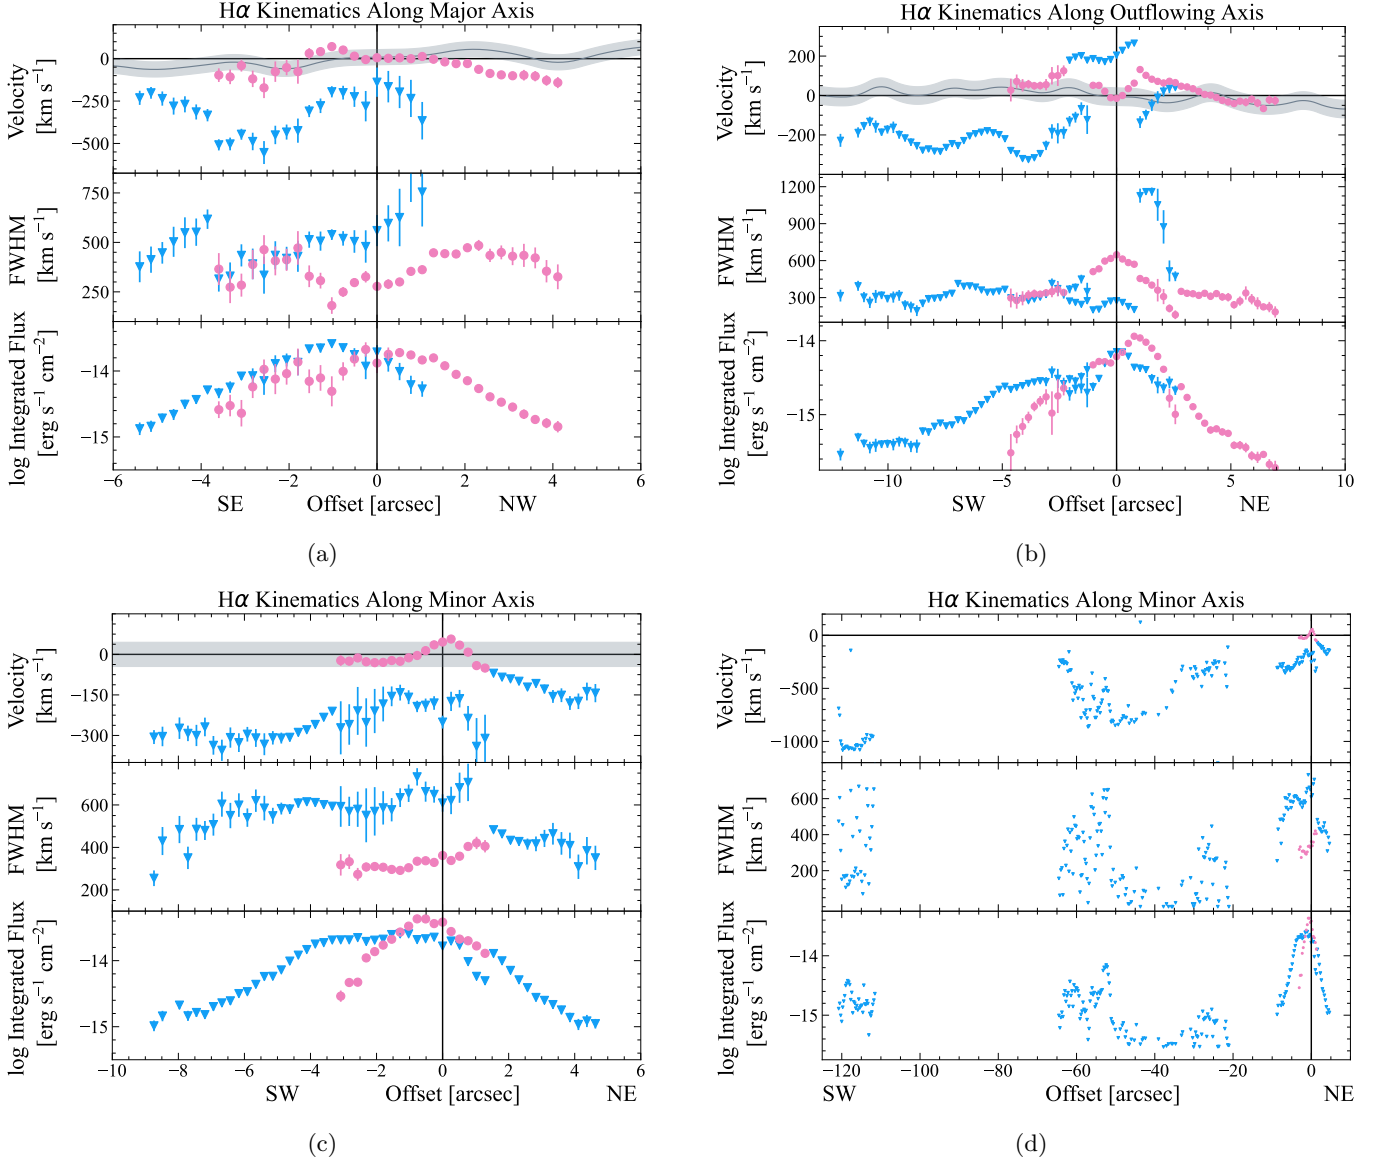 Hα Kinematics Along Major Axis
Velocity
[km s⁻¹]
0
−250
−500
FWHM
[km s⁻¹]
750
500
250
log Integrated Flux
[erg s⁻¹ cm⁻²]
−14
−15
−6 −4 −2 0 2 4 6
SE Offset [arcsec] NW
(a)
Hα Kinematics Along Outflowing Axis
Velocity
[km s⁻¹]
200
0
−200
FWHM
[km s⁻¹]
1200
900
600
300
log Integrated Flux
[erg s⁻¹ cm⁻²]
−14
−15
−10 −5 0 5 10
SW Offset [arcsec] NE
(b)
Hα Kinematics Along Minor Axis
Velocity
[km s⁻¹]
0
−150
−300
FWHM
[km s⁻¹]
600
400
200
log Integrated Flux
[erg s⁻¹ cm⁻²]
−14
−15
−10 −8 −6 −4 −2 0 2 4 6
SW Offset [arcsec] NE
(c)
Hα Kinematics Along Minor Axis
Velocity
[km s⁻¹]
0
−500
−1000
FWHM
[km s⁻¹]
600
400
200
log Integrated Flux
[erg s⁻¹ cm⁻²]
−14
−15
−120 −100 −80 −60 −40 −20 0
SW Offset [arcsec] NE
(d)